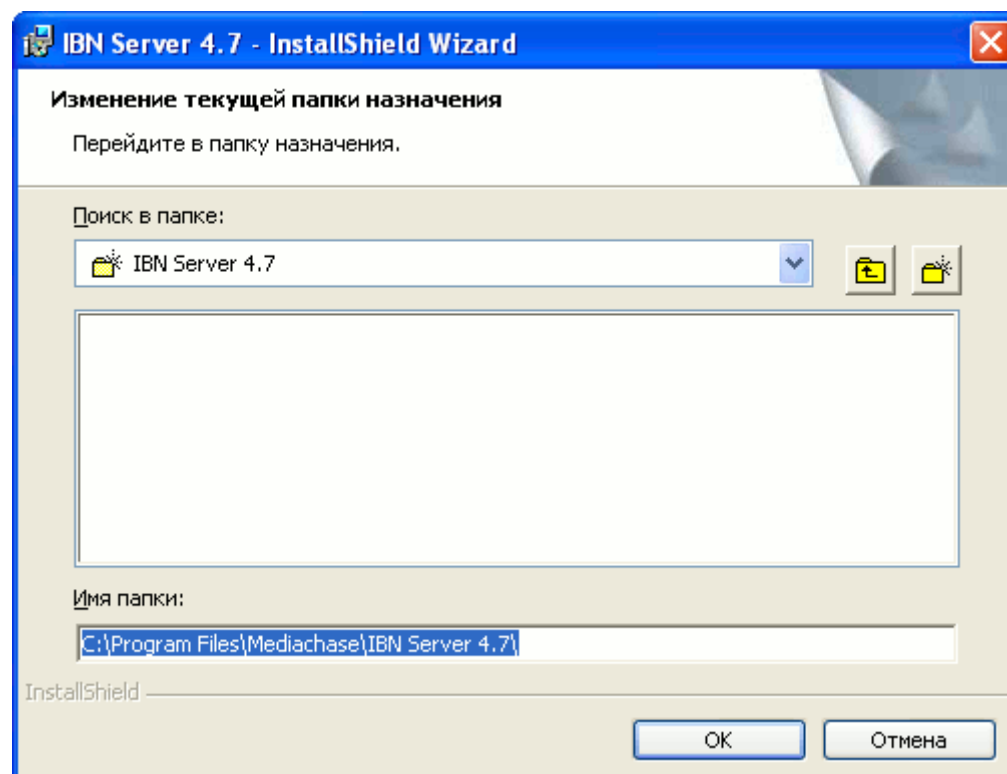 IBN Server 4.7 - InstallShield Wizard
Изменение текущей папки назначения
Перейдите в папку назначения.
Поиск в папке:
IBN Server 4.7
Имя папки:
C:\Program Files\Mediachase\IBN Server 4.7\
InstallShield
ОК
Отмена